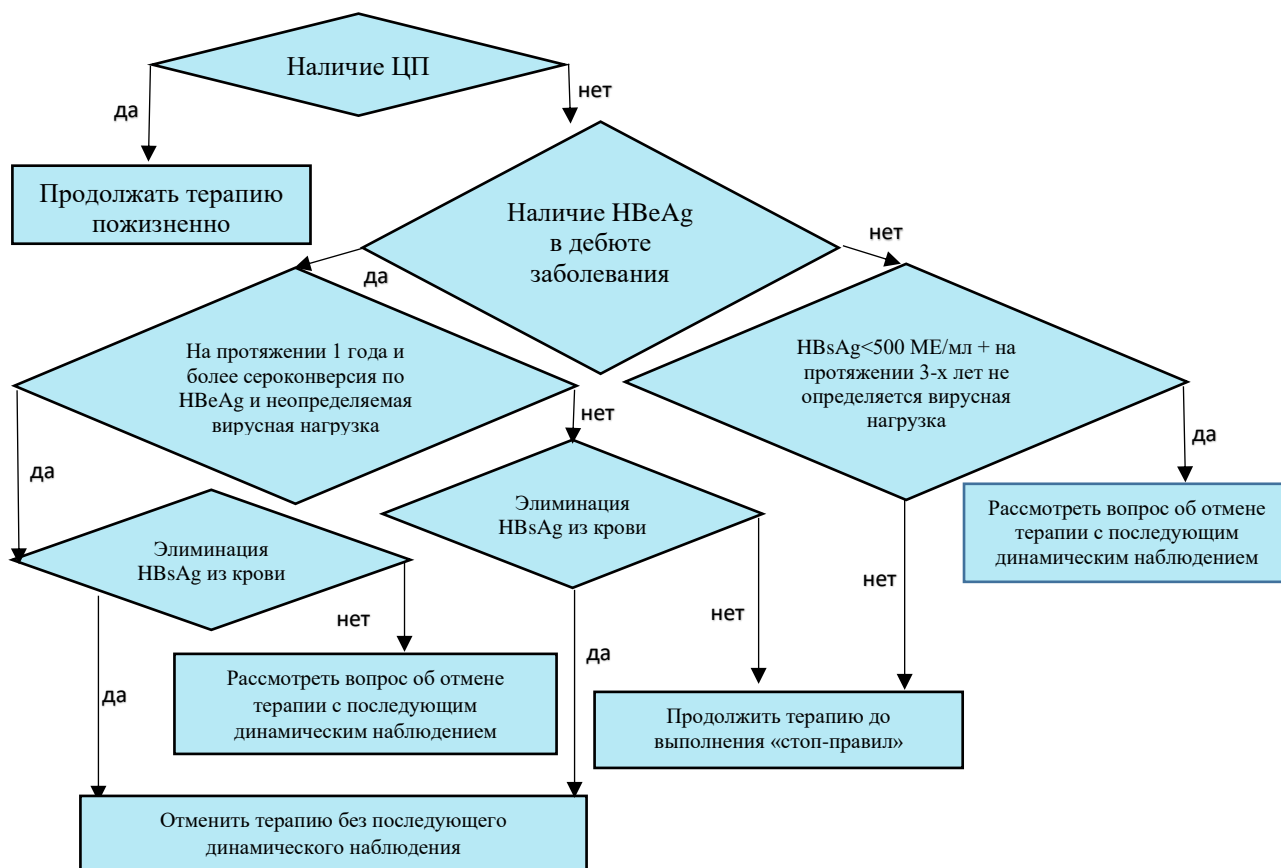 Наличие ЦП
да
нет
Продолжать терапию
пожизненно
Наличие HBeAg
в дебюте
заболевания
да
нет
На протяжении 1 года и
более сероконверсия по
HBeAg и неопределяемая
вирусная нагрузка
HBsAg<500 МЕ/мл + на
протяжении 3-х лет не
определяется вирусная
нагрузка
да
нет
да
Элиминация
HBsAg из крови
Элиминация
HBsAg из крови
Рассмотреть вопрос об отмене
терапии с последующим
динамическим наблюдением
нет
нет
нет
да
да
Рассмотреть вопрос об отмене
терапии с последующим
динамическим наблюдением
Продолжить терапию до
выполнения «стоп-правил»
Отменить терапию без последующего
динамического наблюдения